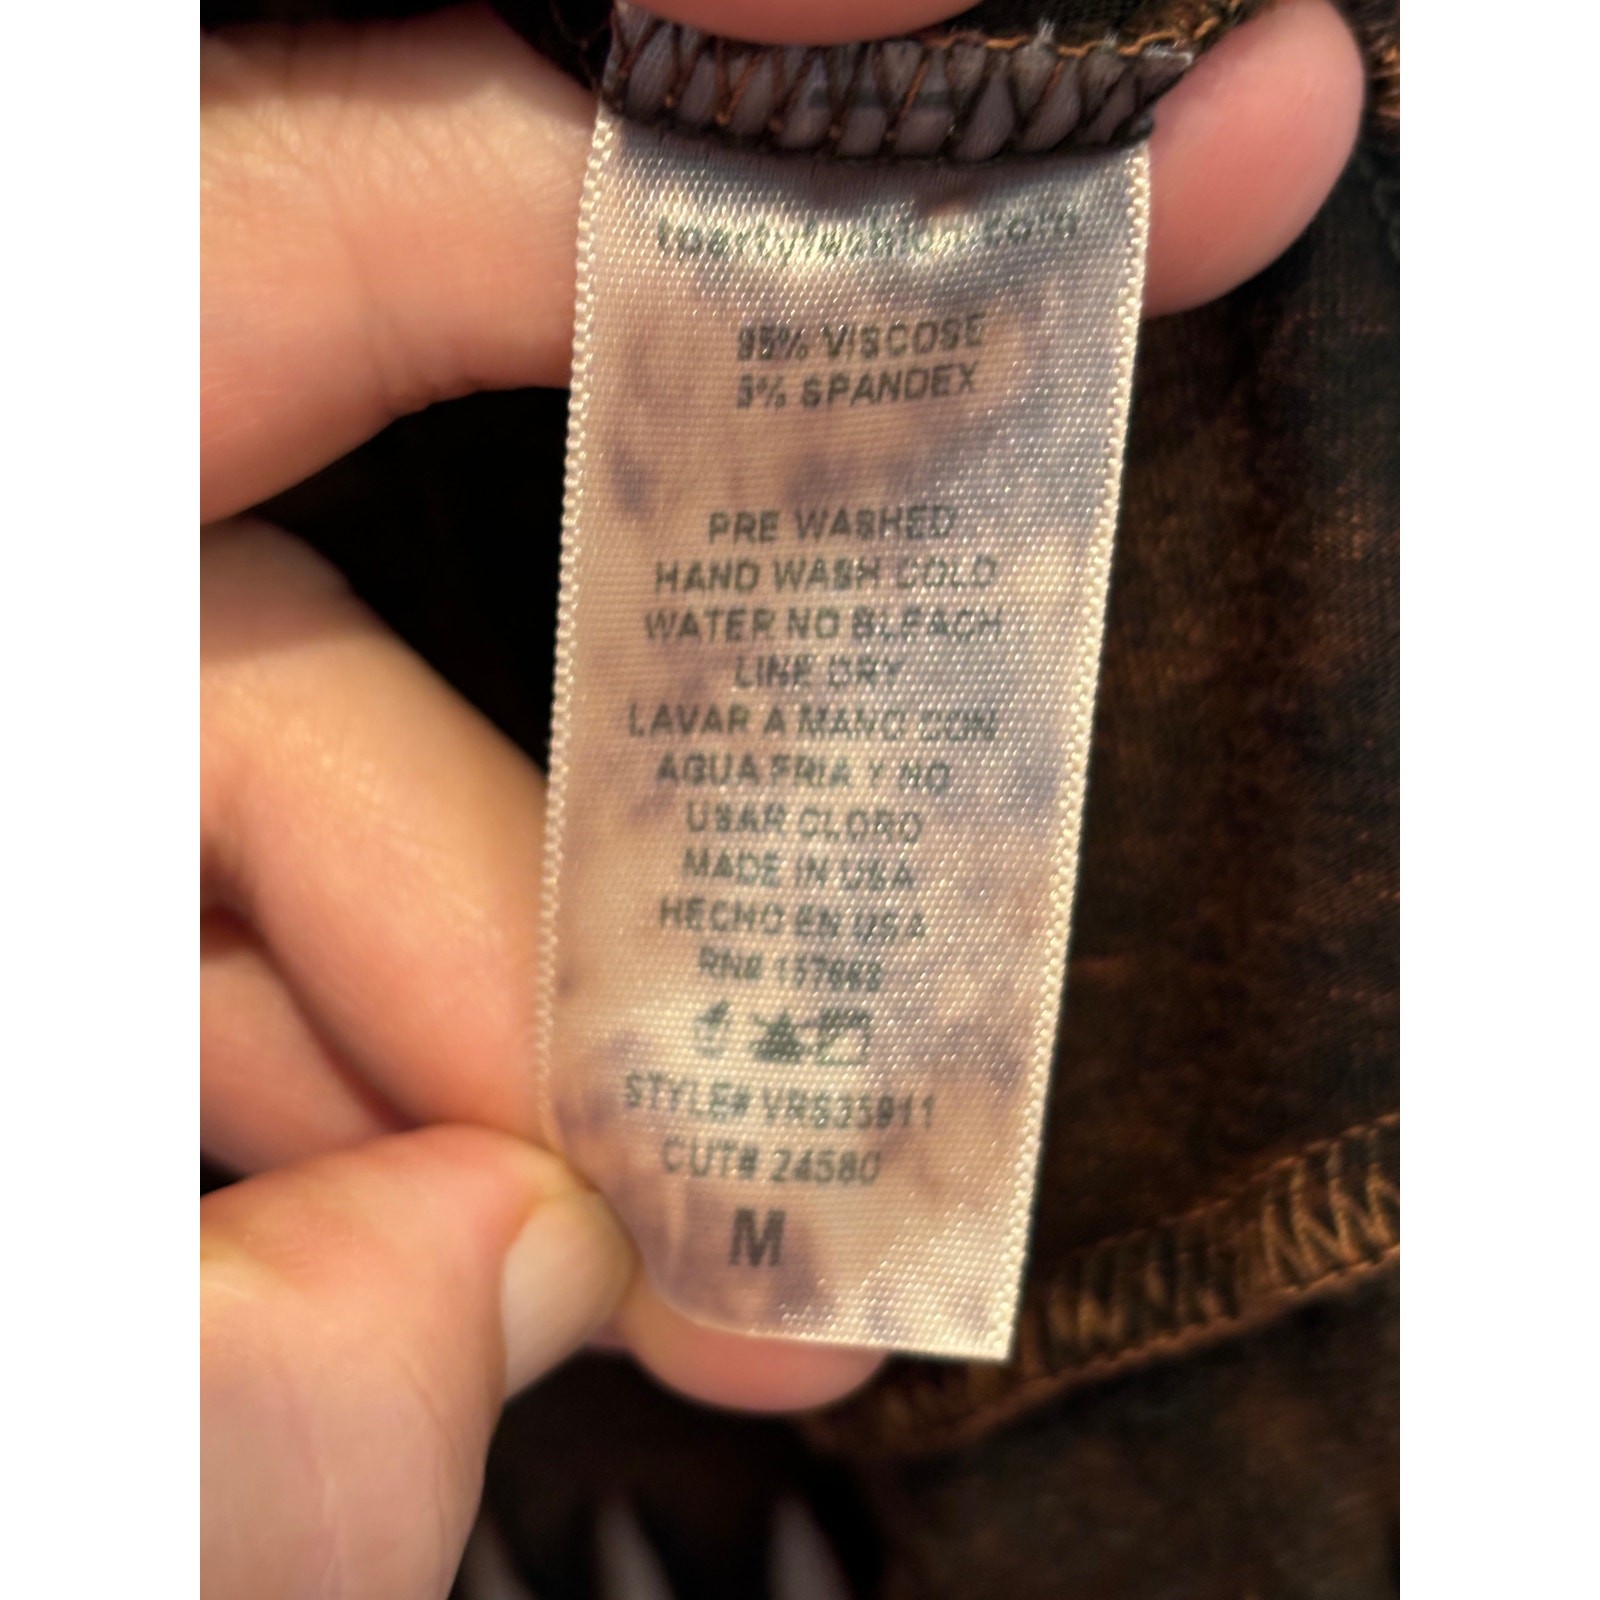 95% VISCOSE
5% SPANDEX
PRE WASHED
HAND WASH COLD
WATER NO BLEACH
LINE DRY
LAVAR A MANO CON
AGUA FRIA Y NO
USAR CLORO
MADE IN USA
HECHO EN USA
RN#
STYLE# VRS35911
CUT# 24580
M